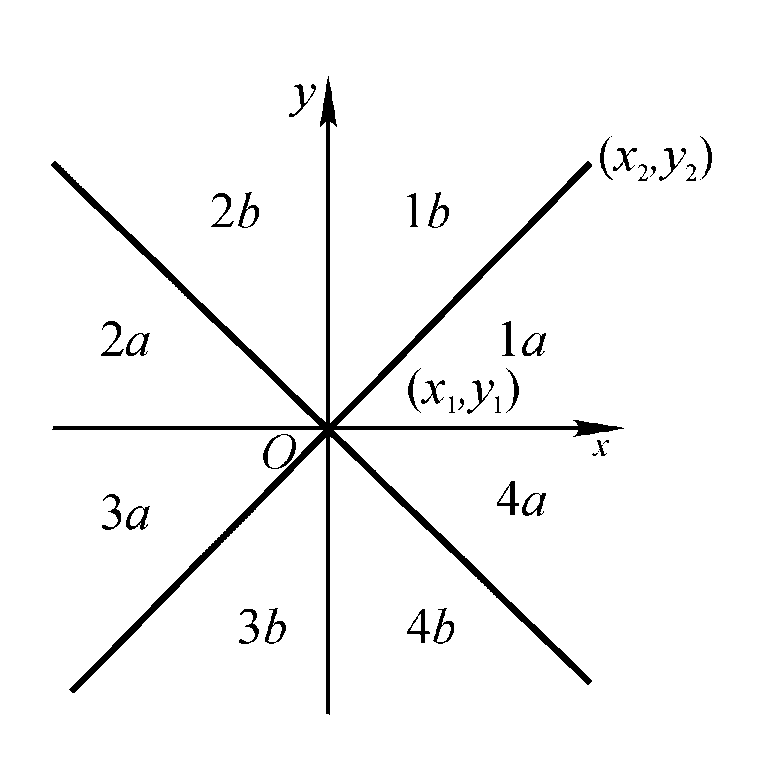 y
(x₂,y₂)
2b 1b
2a 1a
(x₁,y₁)
O x
3a 4a
3b 4b